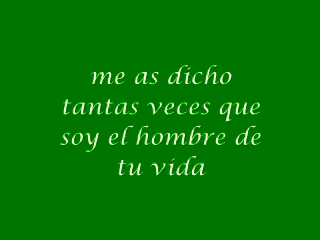 me as dicho
tantas veces que
soy el hombre de
tu vida